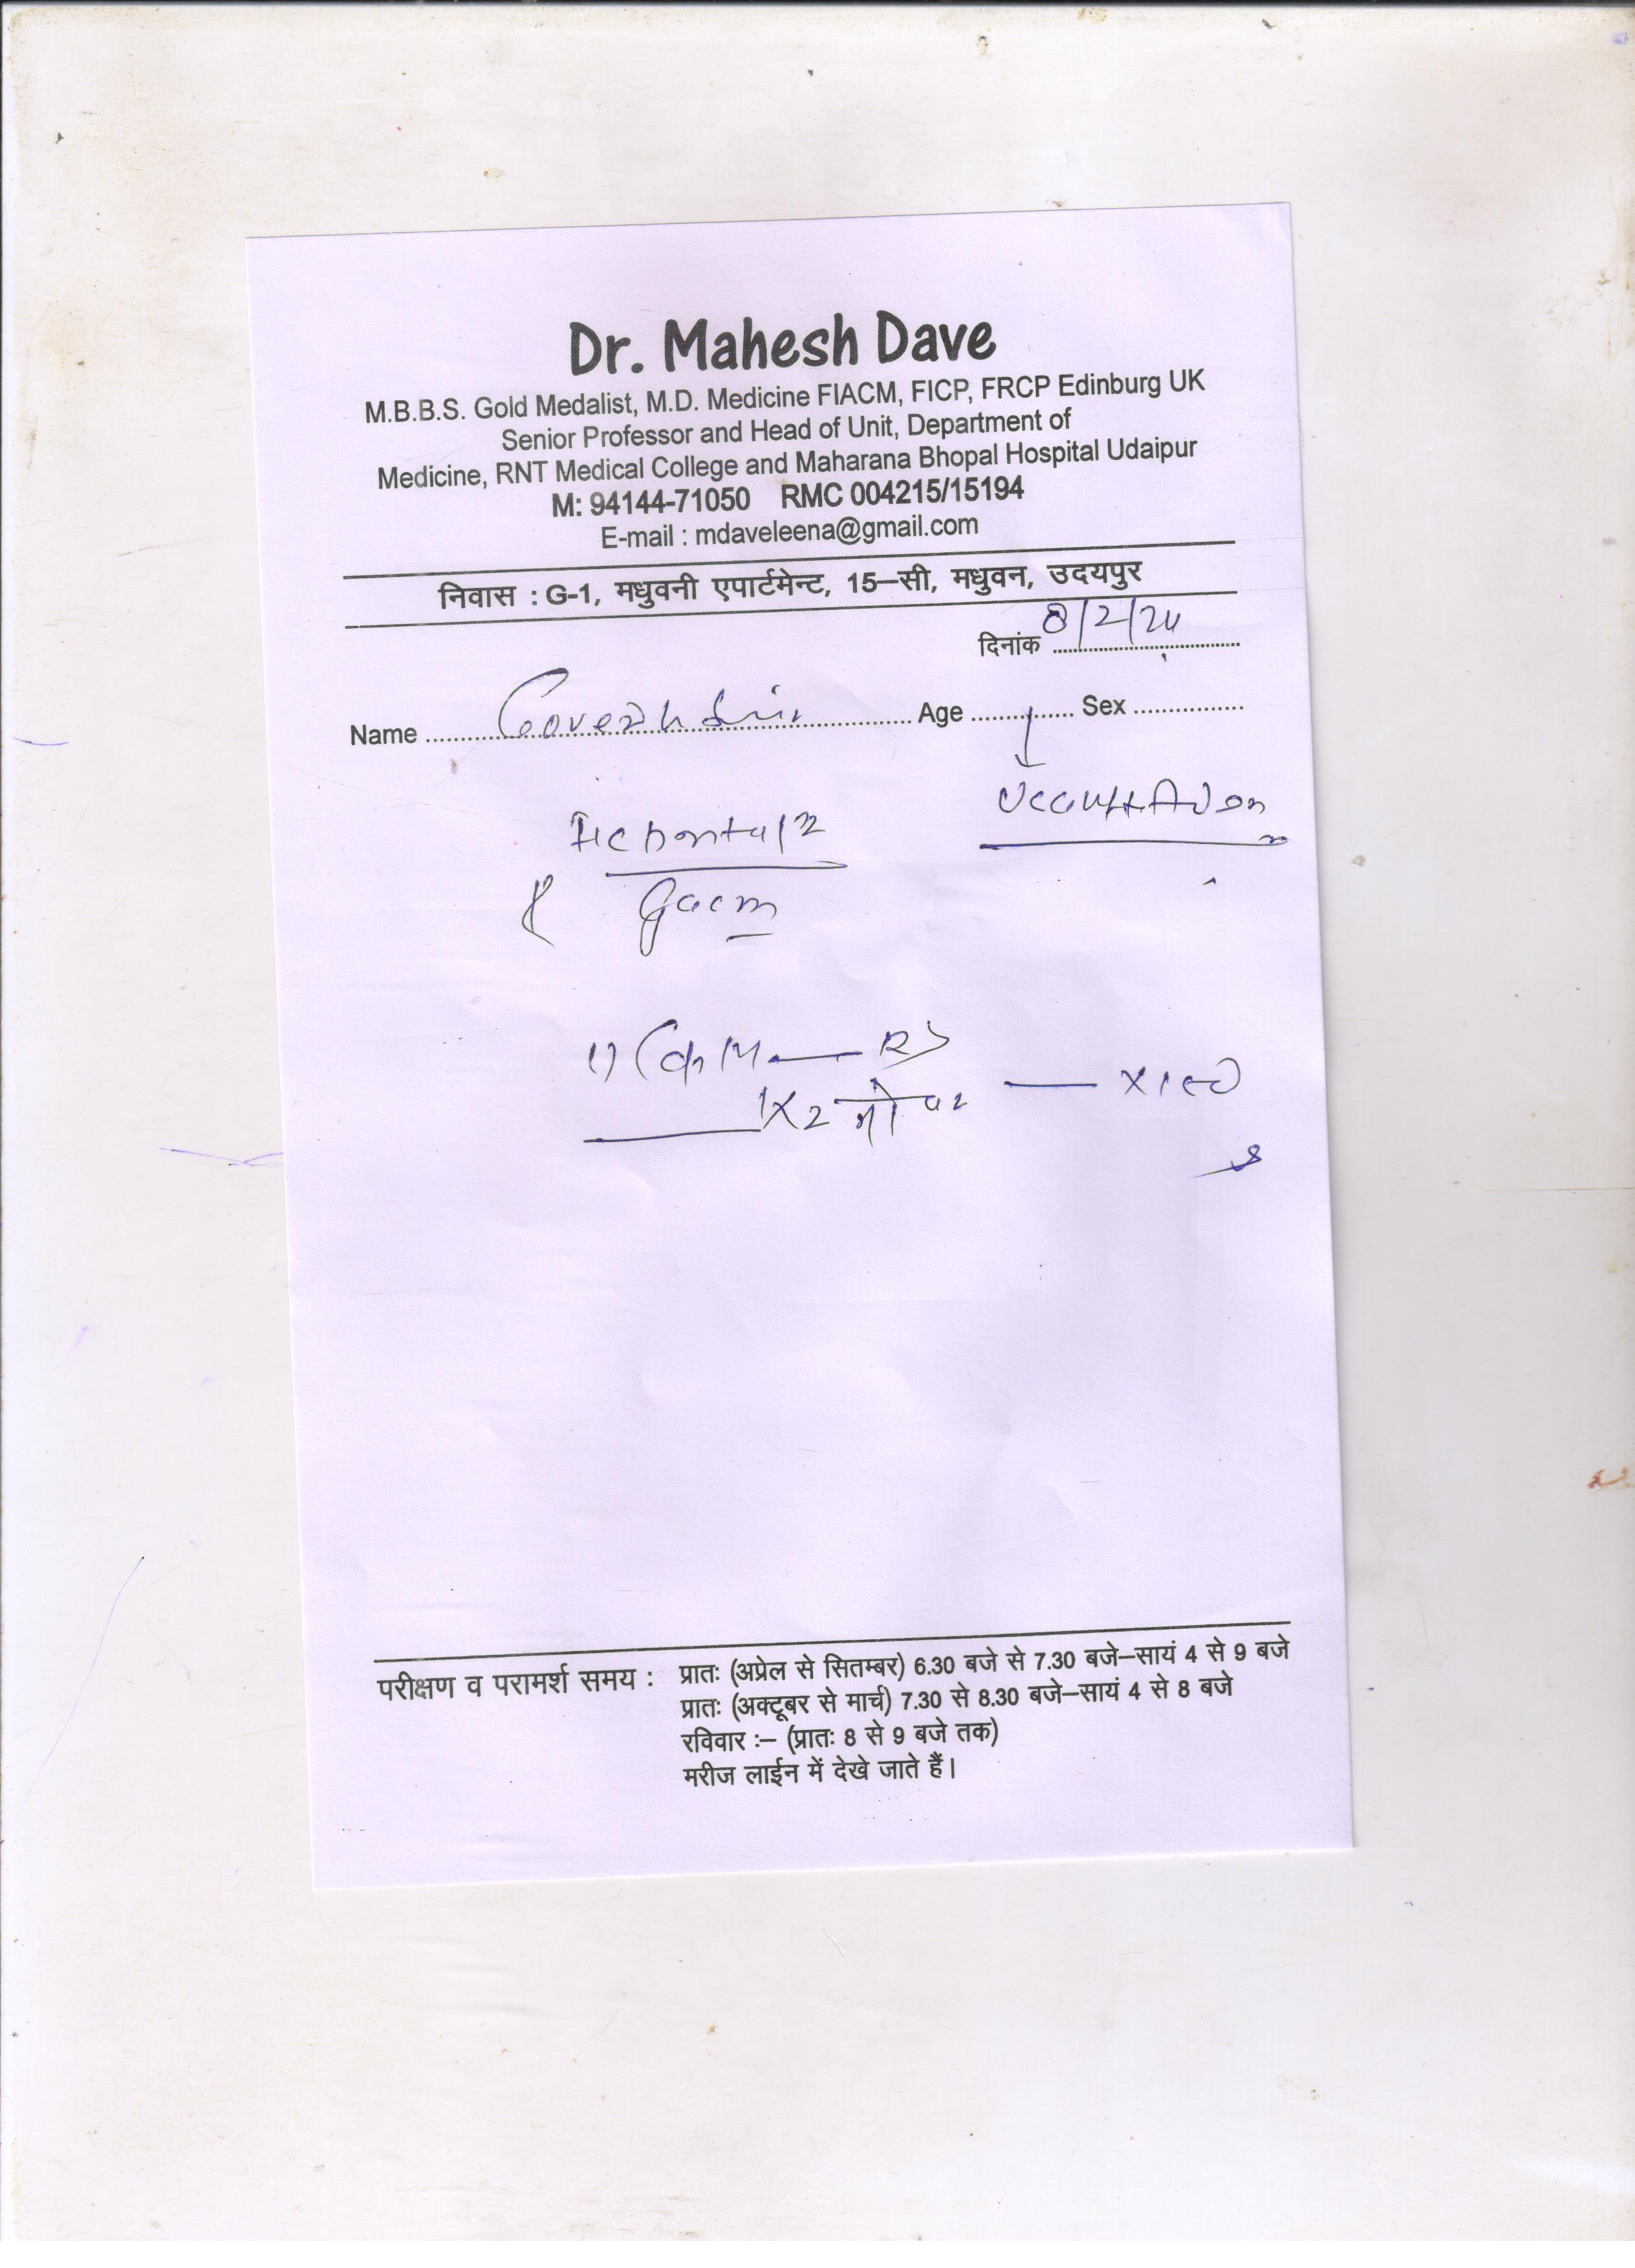 Dr. Mahesh Dave
M.B.B.S. Gold Medalist, M.D. Medicine FIACM, FICP, FRCP Edinburg UK
Senior Professor and Head of Unit, Department of
Medicine, RNT Medical College and Maharana Bhopal Hospital Udaipur
M: 94144-71050 RMC 004215/15194
E-mail : mdaveleena@gmail.com
निवास : G-1, मधुवनी एपार्टमेन्ट, 15–सी, मधुवन, उदयपुर
दिनांक 8/2/24
Name Age Sex
1)
1x2
परीक्षण व परामर्श समय : प्रातः (अप्रेल से सितम्बर) 6.30 बजे से 7.30 बजे–सायं 4 से 9 बजे
प्रातः (अक्टूबर से मार्च) 7.30 से 8.30 बजे–सायं 4 से 8 बजे
रविवार :– (प्रातः 8 से 9 बजे तक)
मरीज लाईन में देखे जाते हैं।